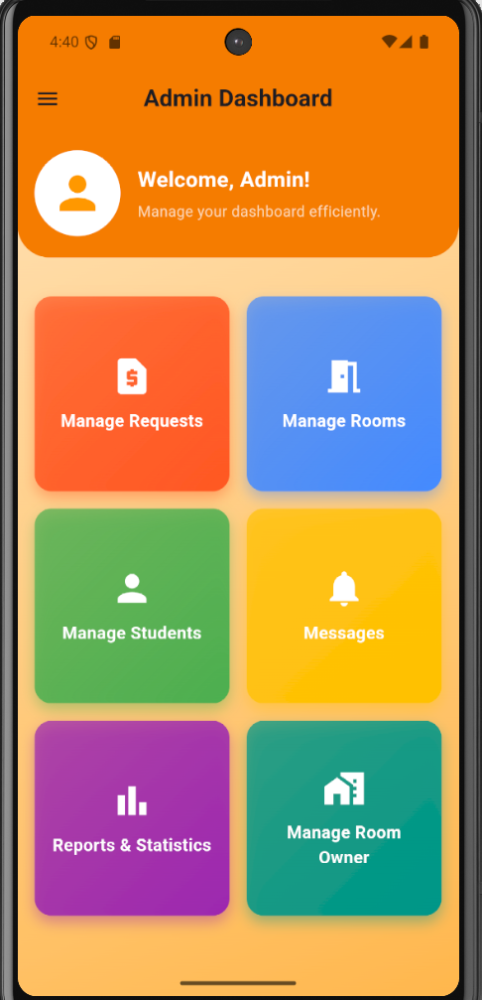 4:40
Admin Dashboard
Welcome, Admin!
Manage your dashboard efficiently.
$
Manage Requests
Manage Rooms
Manage Students
Messages
Reports & Statistics
Manage Room
Owner